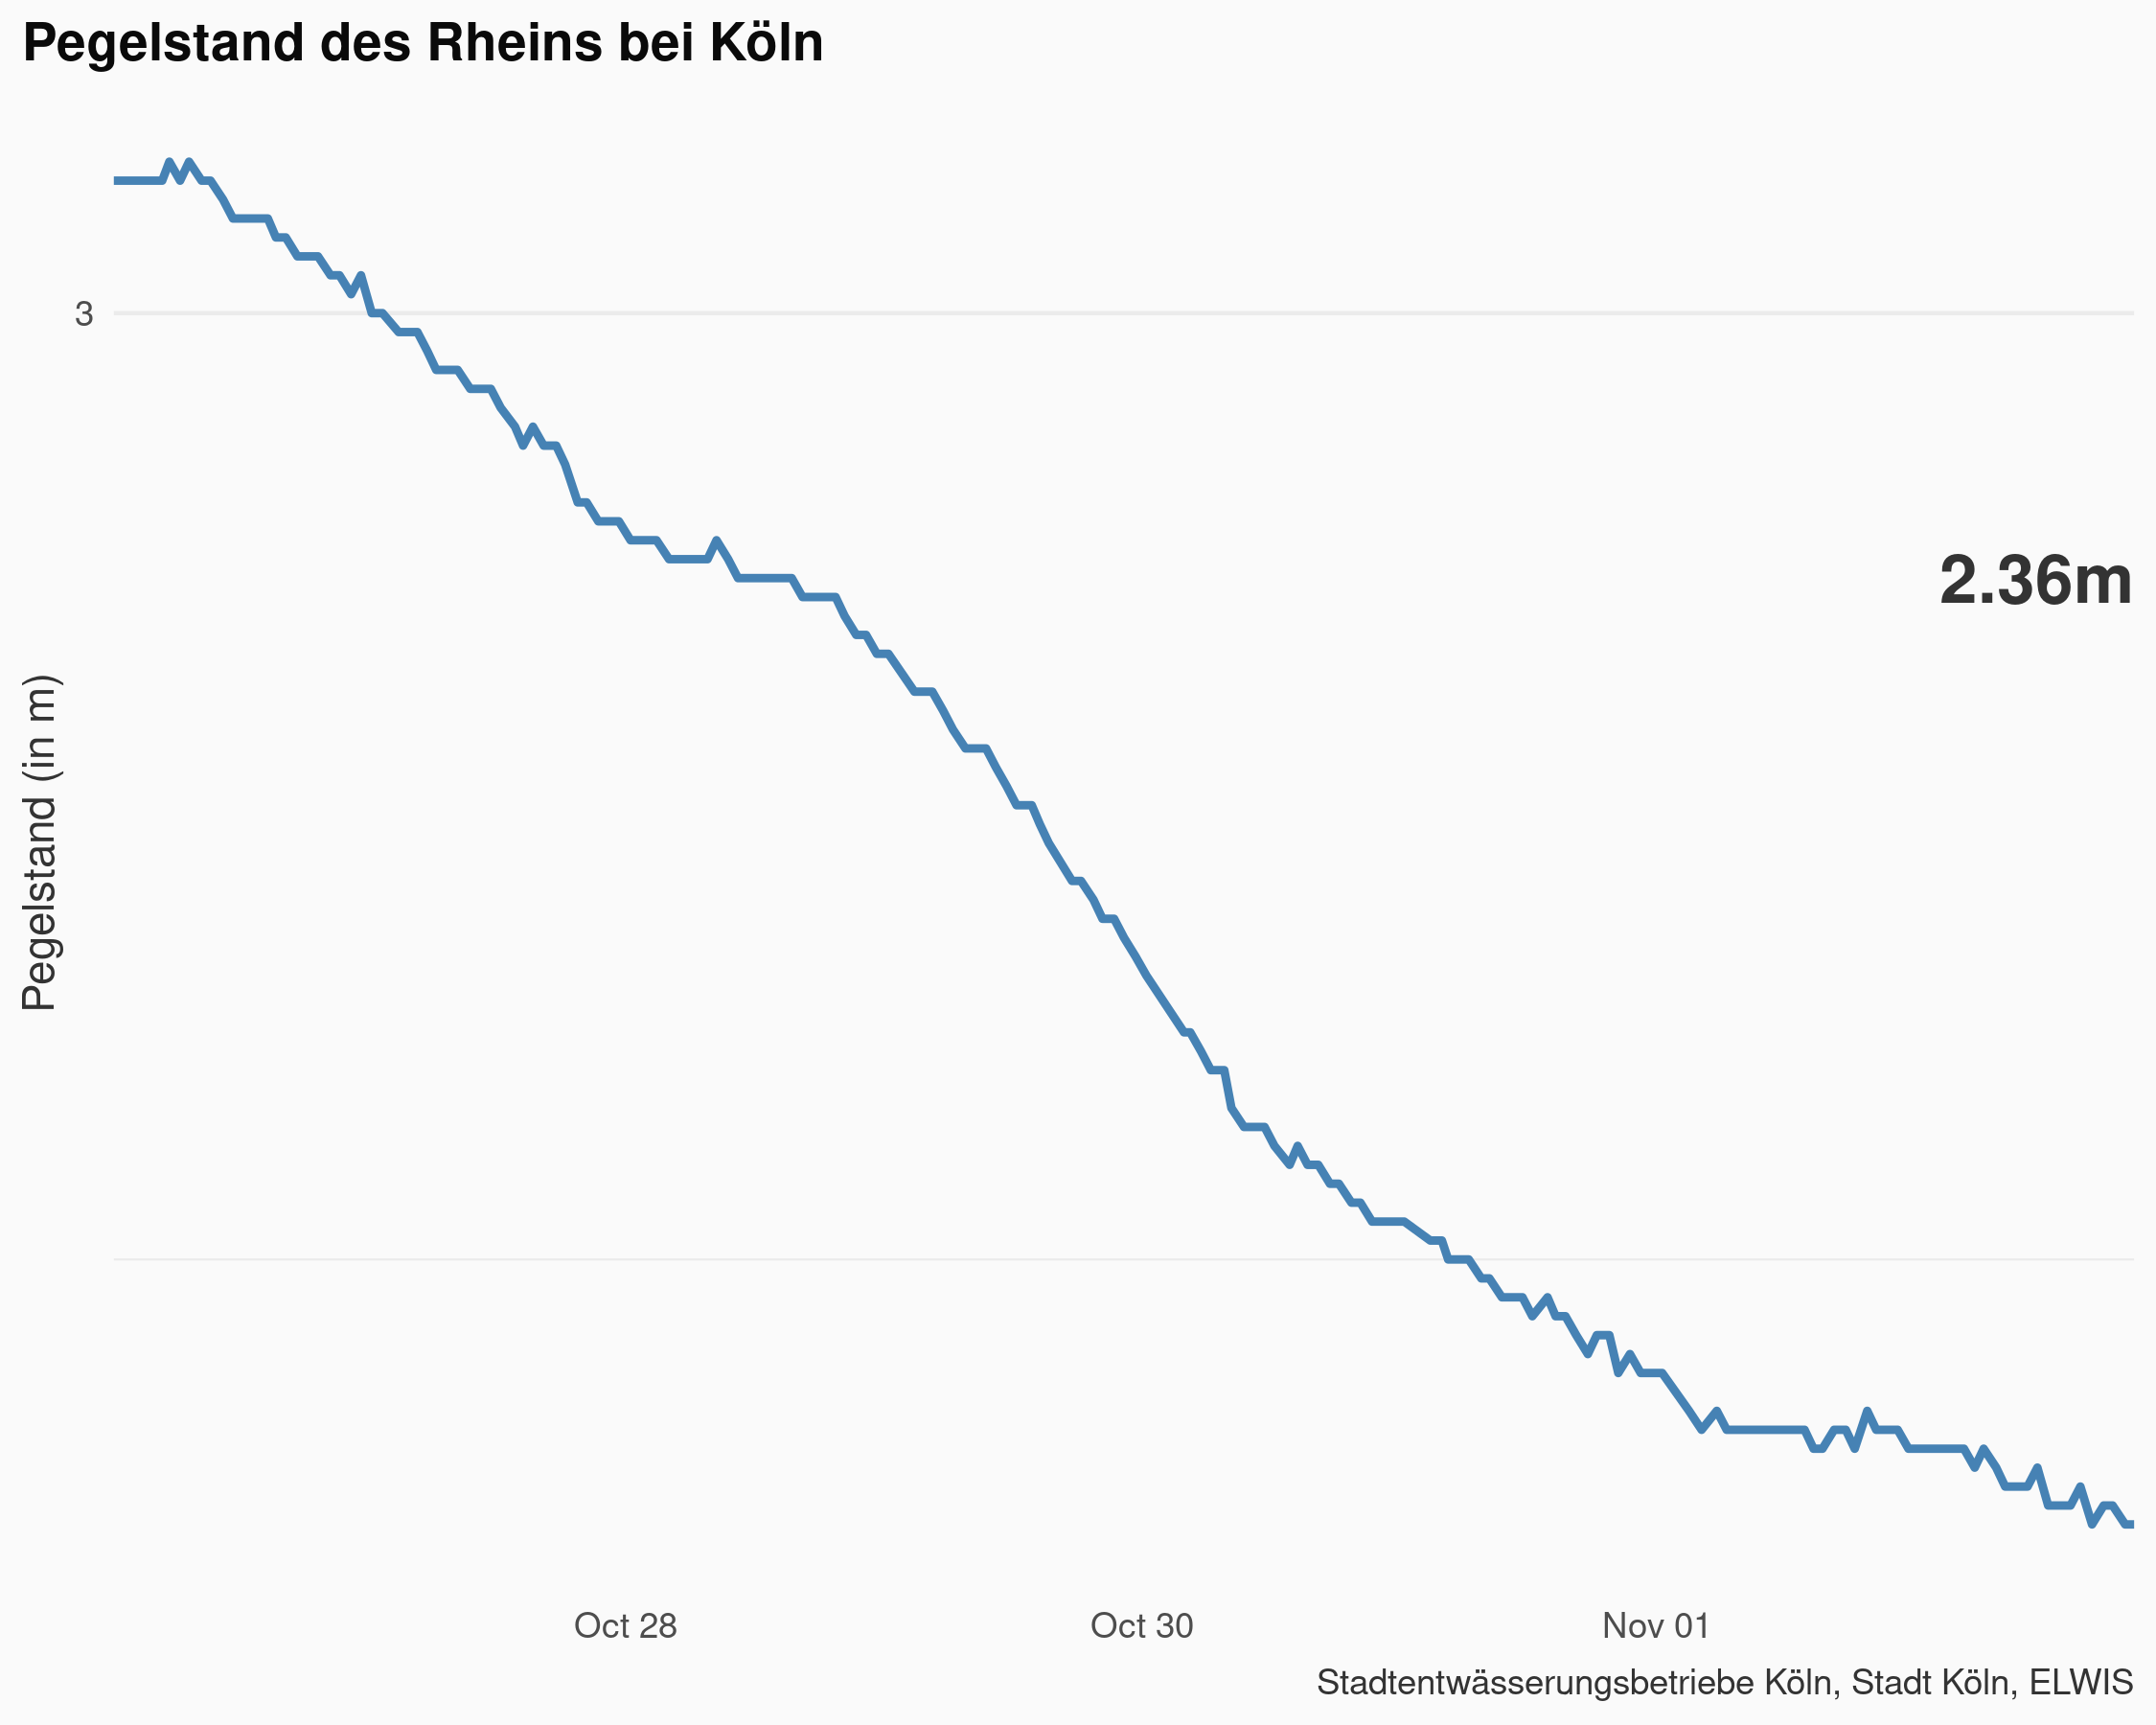 Pegelstand des Rheins bei Köln
3
2.36m
Pegelstand (in m)
Oct 28
Oct 30
Nov 01
Stadtentwässerungsbetriebe Köln, Stadt Köln, ELWIS